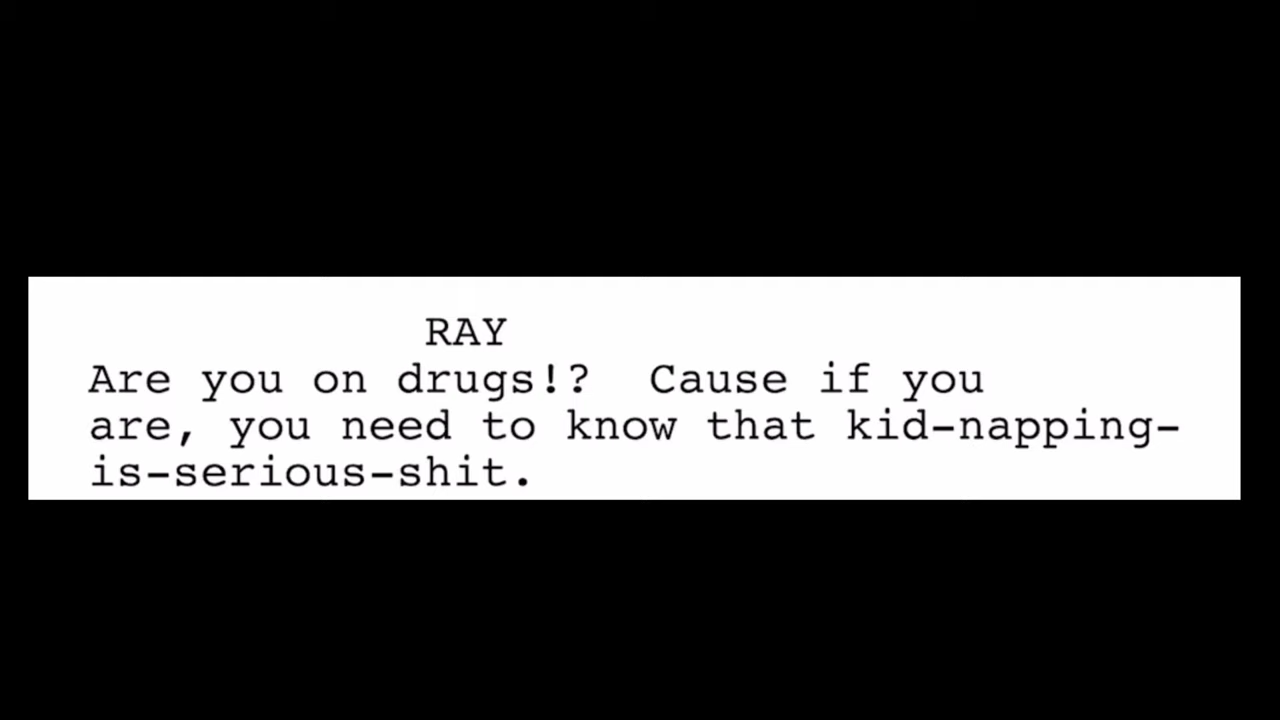 RAY
Are you on drugs!?  Cause if you
are, you need to know that kid-napping-
is-serious-shit.